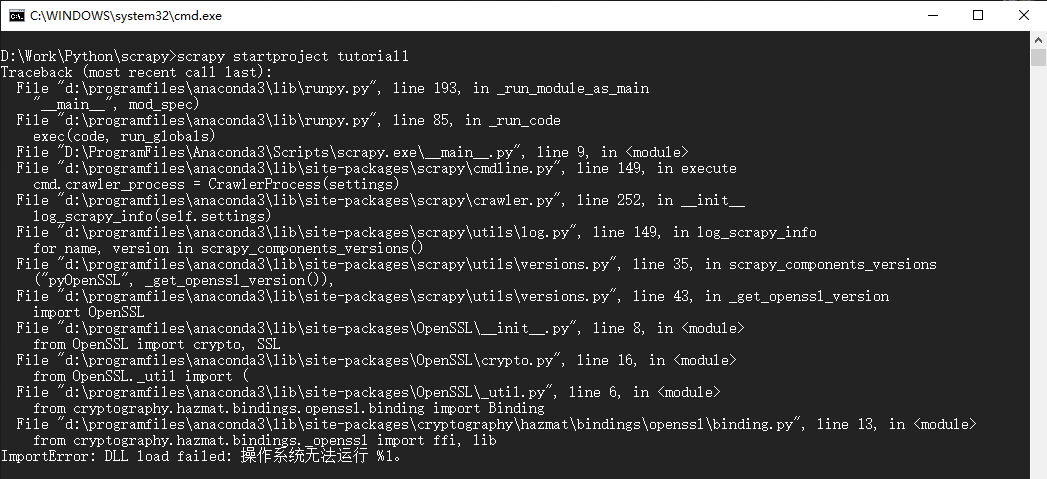 C:\WINDOWS\system32\cmd.exe
D:\Work\Python\scrapy>scrapy startproject tutorial1
Traceback (most recent call last):
File "d:\programfiles\anaconda3\lib\runpy.py", line 193, in _run_module_as_main
"__main__", mod_spec)
File "d:\programfiles\anaconda3\lib\runpy.py", line 85, in _run_code
exec(code, run_globals)
File "D:\ProgramFiles\Anaconda3\Scripts\scrapy.exe\__main__.py", line 9, in <module>
File "d:\programfiles\anaconda3\lib\site-packages\scrapy\cmdline.py", line 149, in execute
cmd.crawler_process = CrawlerProcess(settings)
File "d:\programfiles\anaconda3\lib\site-packages\scrapy\crawler.py", line 252, in __init__
log_scrapy_info(self.settings)
File "d:\programfiles\anaconda3\lib\site-packages\scrapy\utils\log.py", line 149, in log_scrapy_info
for name, version in scrapy_components_versions()
File "d:\programfiles\anaconda3\lib\site-packages\scrapy\utils\versions.py", line 35, in scrapy_components_versions
("pyOpenSSL", _get_openssl_version()),
File "d:\programfiles\anaconda3\lib\site-packages\scrapy\utils\versions.py", line 43, in _get_openssl_version
import OpenSSL
File "d:\programfiles\anaconda3\lib\site-packages\OpenSSL\__init__.py", line 8, in <module>
from OpenSSL import crypto, SSL
File "d:\programfiles\anaconda3\lib\site-packages\OpenSSL\crypto.py", line 16, in <module>
from OpenSSL._util import (
File "d:\programfiles\anaconda3\lib\site-packages\OpenSSL\_util.py", line 6, in <module>
from cryptography.hazmat.bindings.openssl.binding import Binding
File "d:\programfiles\anaconda3\lib\site-packages\cryptography\hazmat\bindings\openssl\binding.py", line 13, in <module>
from cryptography.hazmat.bindings._openssl import ffi, lib
ImportError: DLL load failed: 操作系统无法运行 %1。